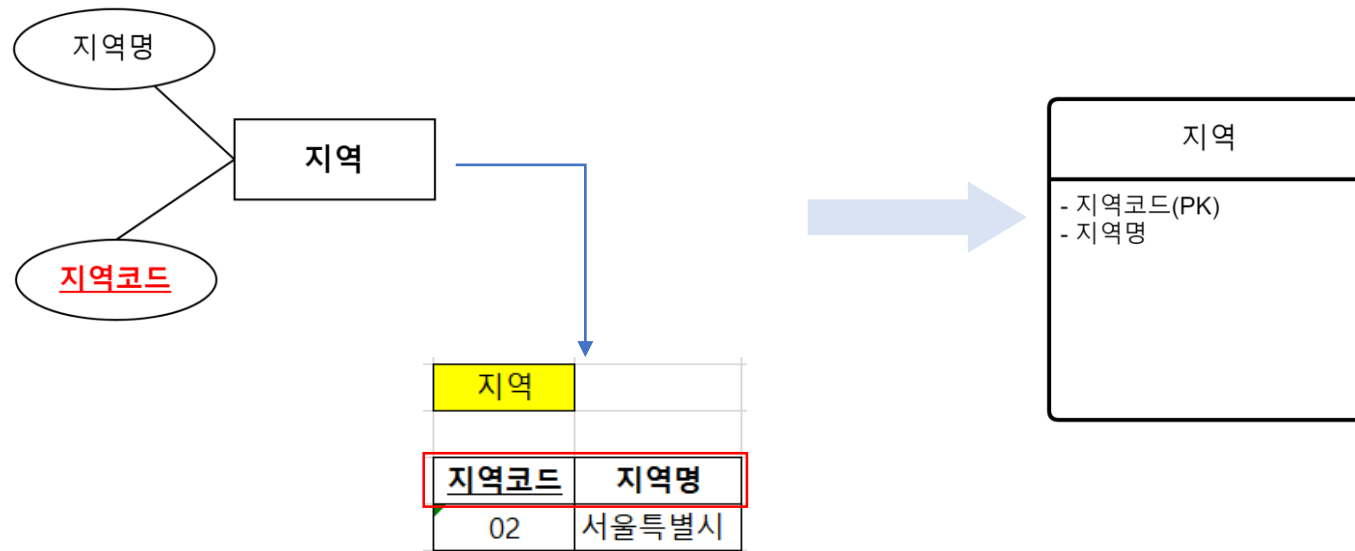 지역명
지역
지역코드
지역
- 지역코드(PK)
- 지역명
지역
지역코드 지역명
02 서울특별시